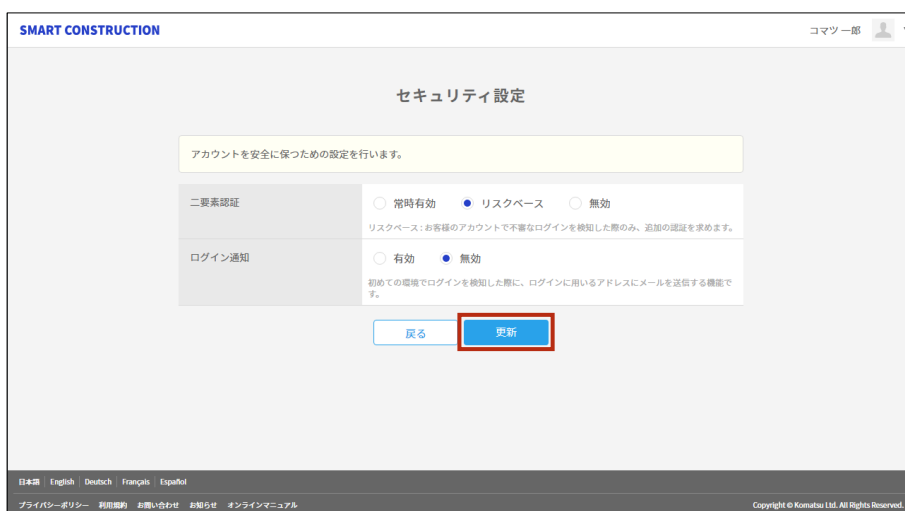 SMART CONSTRUCTION
コマツ 一郎
セキュリティ設定
アカウントを安全に保つための設定を行います。
二要素認証
常時有効 リスクベース 無効
リスクベース : お客様のアカウントで不審なログインを検知した際のみ、追加の認証を求めます。
ログイン通知
有効 無効
初めての環境でログインを検知した際に、ログインに用いるアドレスにメールを送信する機能で
す。
戻る 更新
日本語 English Deutsch Français Español
プライバシーポリシー 利用規約 お問い合わせ お知らせ オンラインマニュアル
Copyright © Komatsu Ltd. All Rights Reserved.